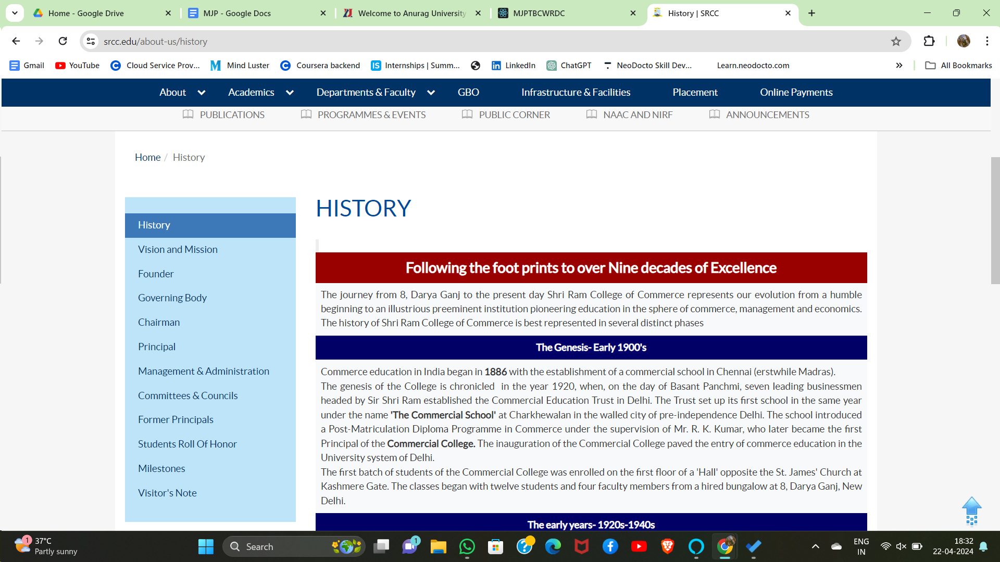 Home - Google Drive
MJP - Google Docs
Welcome to Anurag University
MJPTBCWRDC
History | SRCC
srcc.edu/about-us/history
Gmail
YouTube
Cloud Service Prov...
Mind Luster
Coursera backend
IS
Internships | Summ...
LinkedIn
ChatGPT
NeoDocto Skill Dev...
Learn.neodocto.com
All Bookmarks
About
Academics
Departments & Faculty
GBO
Infrastructure & Facilities
Placement
Online Payments
PUBLICATIONS
PROGRAMMES & EVENTS
PUBLIC CORNER
NAAC AND NIRF
ANNOUNCEMENTS
Home / History
History
Vision and Mission
Founder
Governing Body
Chairman
Principal
Management & Administration
Committees & Councils
Former Principals
Students Roll Of Honor
Milestones
Visitor's Note
HISTORY
Following the foot prints to over Nine decades of Excellence
The journey from 8, Darya Ganj to the present day Shri Ram College of Commerce represents our evolution from a humble
beginning to an illustrious preeminent institution pioneering education in the sphere of commerce, management and economics.
The history of Shri Ram College of Commerce is best represented in several distinct phases
The Genesis- Early 1900's
Commerce education in India began in 1886 with the establishment of a commercial school in Chennai (erstwhile Madras).
The genesis of the College is chronicled in the year 1920, when, on the day of Basant Panchmi, seven leading businessmen
headed by Sir Shri Ram established the Commercial Education Trust in Delhi. The Trust set up its first school in the same year
under the name 'The Commercial School' at Charkhewalan in the walled city of pre-independence Delhi. The school introduced
a Post-Matriculation Diploma Programme in Commerce under the supervision of Mr. R. K. Kumar, who later became the first
Principal of the Commercial College. The inauguration of the Commercial College paved the entry of commerce education in the
University system of Delhi.
The first batch of students of the Commercial College was enrolled on the first floor of a 'Hall' opposite the St. James' Church at
Kashmere Gate. The classes began with twelve students and four faculty members from a hired bungalow at 8, Darya Ganj, New
Delhi.
The early years- 1920s-1940s
1
37°C
Partly sunny
Search
1
ENG
IN
18:32
22-04-2024